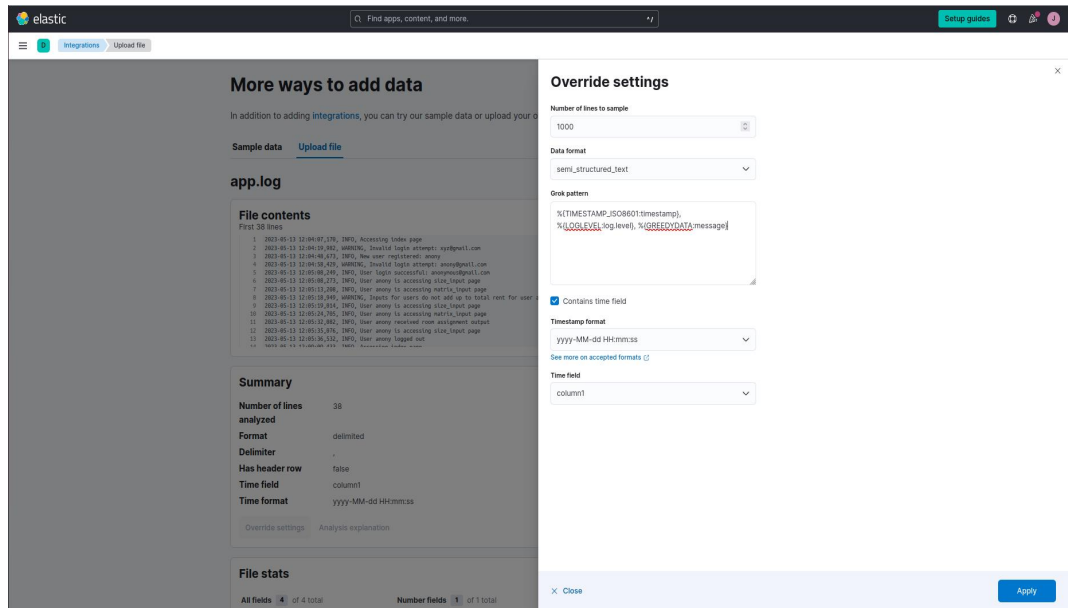 elastic
Find apps, content, and more.
^/
Setup guides
J
D
Integrations
Upload file
More ways to add data
In addition to adding integrations, you can try our sample data or upload your o
Sample data
Upload file
app.log
File contents
First 38 lines
1 2023-05-13 12:04:07,170, INFO, Accessing index page
2 2023-05-13 12:04:19,902, WARNING, Invalid login attempt: xyz@gmail.com
3 2023-05-13 12:04:40,673, INFO, New user registered: anony
4 2023-05-13 12:04:58,429, WARNING, Invalid login attempt: anony@gmail.com
5 2023-05-13 12:05:00,240, INFO, User login successful: anonymous@gmail.com
6 2023-05-13 12:05:00,273, INFO, User anony is accessing size_input page
7 2023-05-13 12:05:13,200, INFO, User anony is accessing matrix_input page
8 2023-05-13 12:05:18,949, WARNING, Inputs for users do not add up to total rent for user a
9 2023-05-13 12:05:19,914, INFO, User anony is accessing size_input page
10 2023-05-13 12:05:24,705, INFO, User anony is accessing matrix_input page
11 2023-05-13 12:05:32,802, INFO, User anony received room assignment output
12 2023-05-13 12:05:35,076, INFO, User anony is accessing size_input page
13 2023-05-13 12:05:36,532, INFO, User anony logged out
Summary
Number of lines analyzed 38
Format delimited
Delimiter ,
Has header row false
Time field column1
Time format yyyy-MM-dd HH:mm:ss
Override settings Analysis explanation
File stats
All fields 4 of 4 total Number fields 1 of 1 total
Override settings
Number of lines to sample
1000
Data format
semi_structured_text
Grok pattern
%{TIMESTAMP_ISO8601:timestamp},
%{LOGLEVEL:log.level}, %{GREEDYDATA:message}
Contains time field
Timestamp format
yyyy-MM-dd HH:mm:ss
See more on accepted formats
Time field
column1
Close
Apply